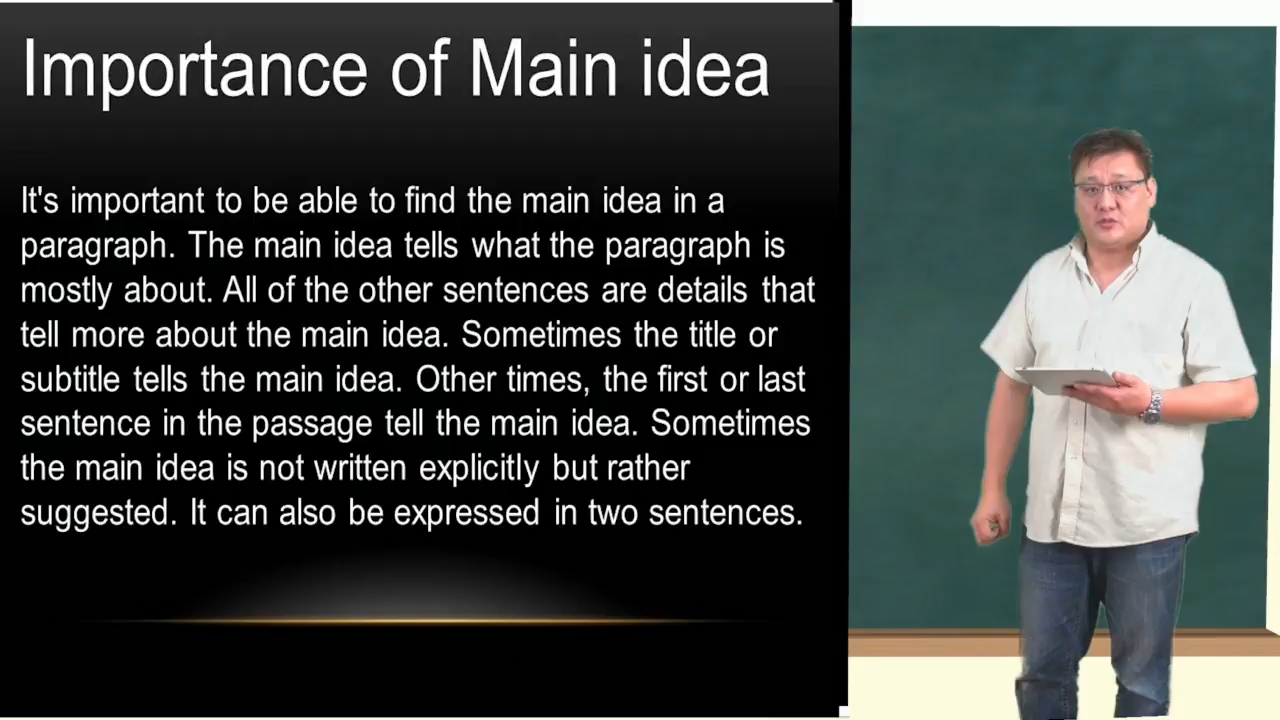 Importance of Main idea
It's important to be able to find the main idea in a
paragraph. The main idea tells what the paragraph is
mostly about. All of the other sentences are details that
tell more about the main idea. Sometimes the title or
subtitle tells the main idea. Other times, the first or last
sentence in the passage tell the main idea. Sometimes
the main idea is not written explicitly but rather
suggested. It can also be expressed in two sentences.